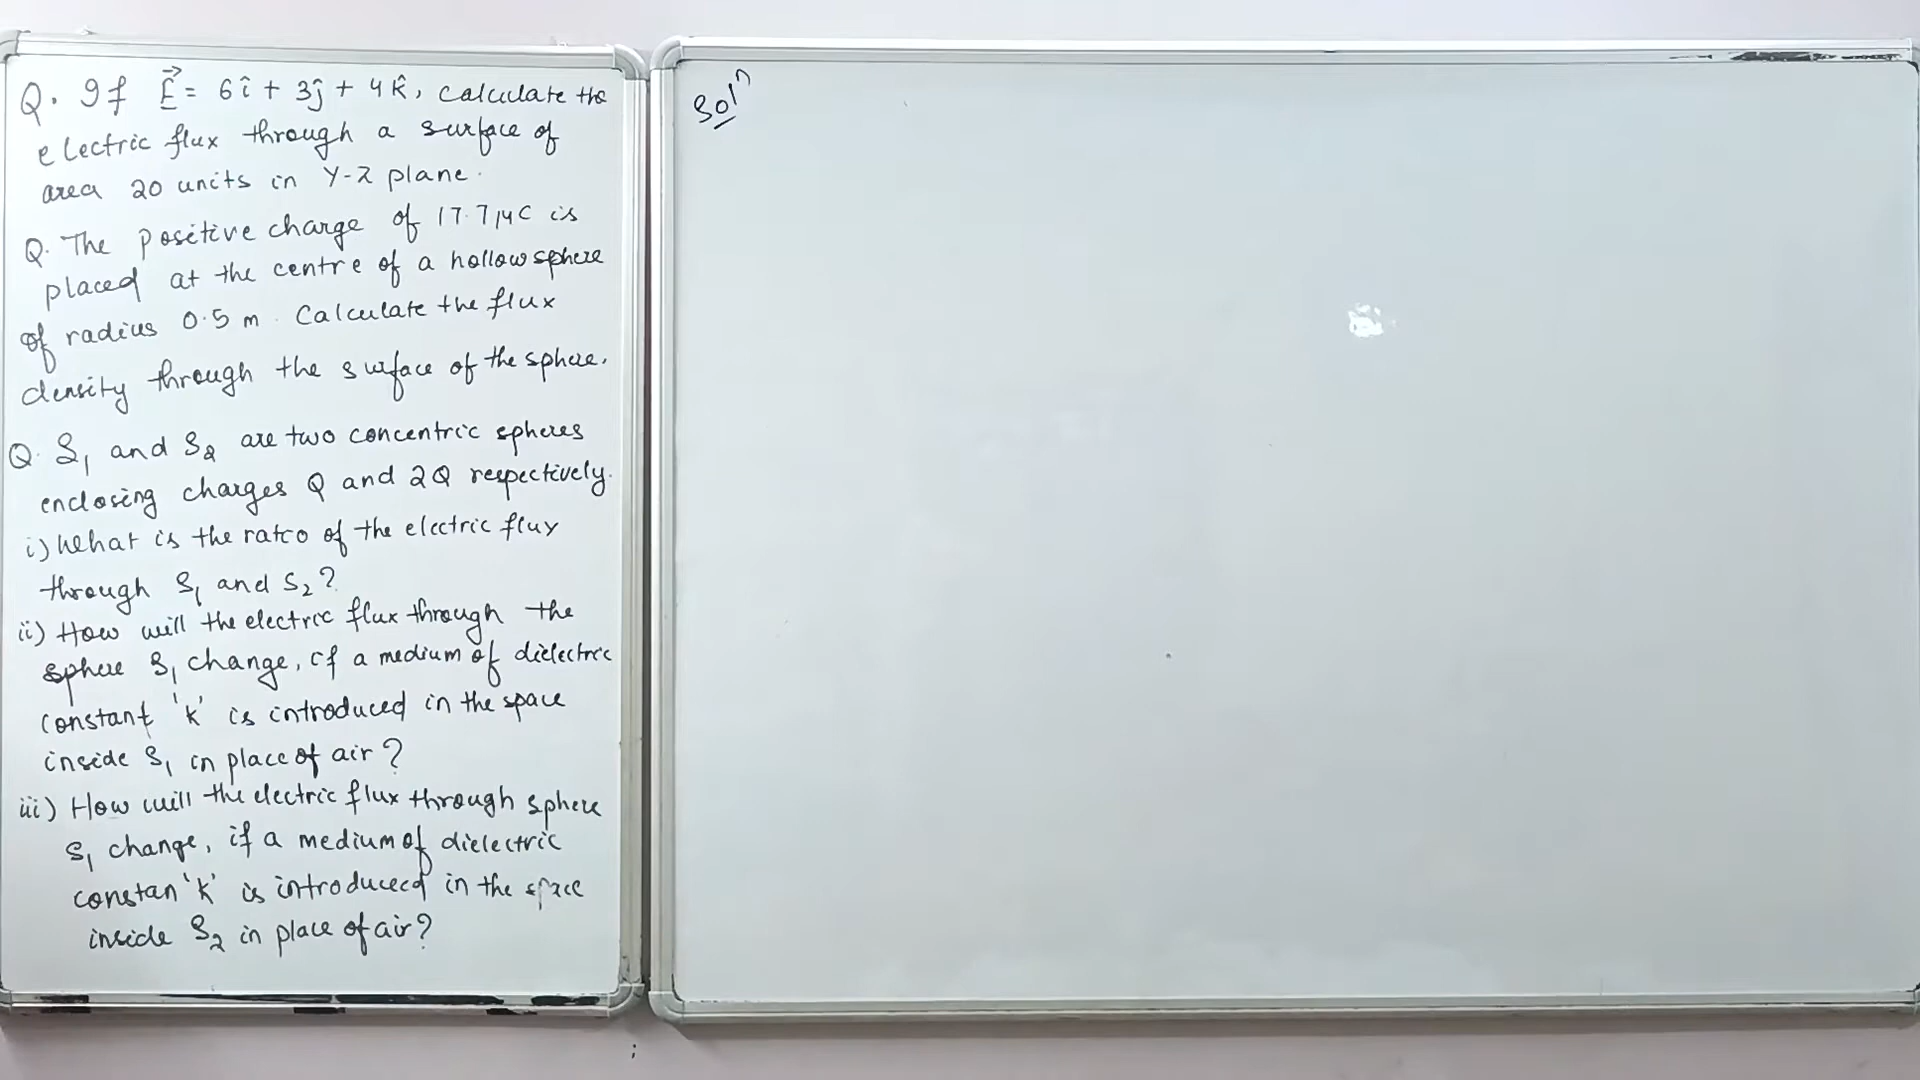 Q. If E⃗ = 6î + 3ĵ + 4k̂, calculate the
electric flux through a surface of
area 20 units in Y-Z plane.
Q. The positive charge of 17.7 μC is
placed at the centre of a hollow sphere
of radius 0.5 m. Calculate the flux
density through the surface of the sphere.
Q. S₁ and S₂ are two concentric spheres
enclosing charges Q and 2Q respectively.
i) What is the ratio of the electric flux
through S₁ and S₂?
ii) How will the electric flux through the
sphere S₁ change, if a medium of dielectric
constant 'k' is introduced in the space
inside S₁ in place of air?
iii) How will the electric flux through sphere
S₁ change, if a medium of dielectric
constan 'k' is introduced in the space
inside S₂ in place of air?
Solⁿ